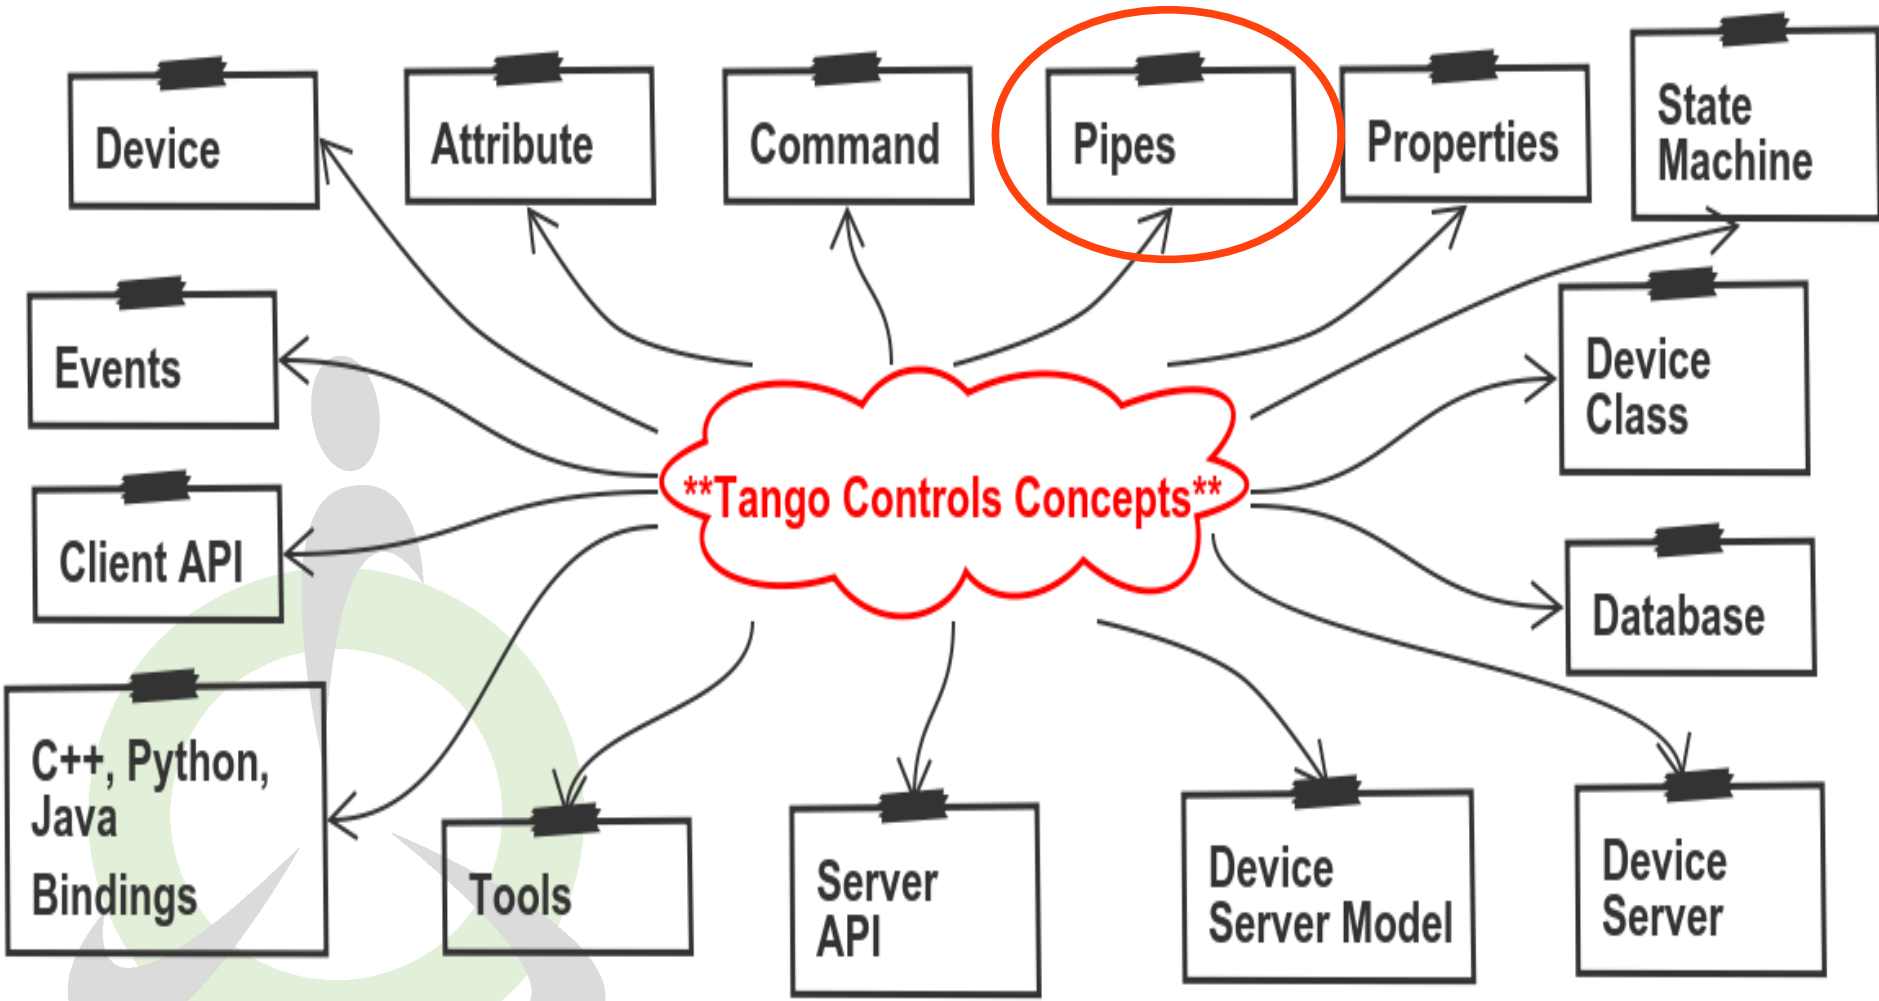 Device
Attribute
Command
Pipes
Properties
State
Machine
Events
Device
Class
**Tango Controls Concepts**
Client API
Database
C++, Python,
Java
Bindings
Tools
Server
API
Device
Server Model
Device
Server